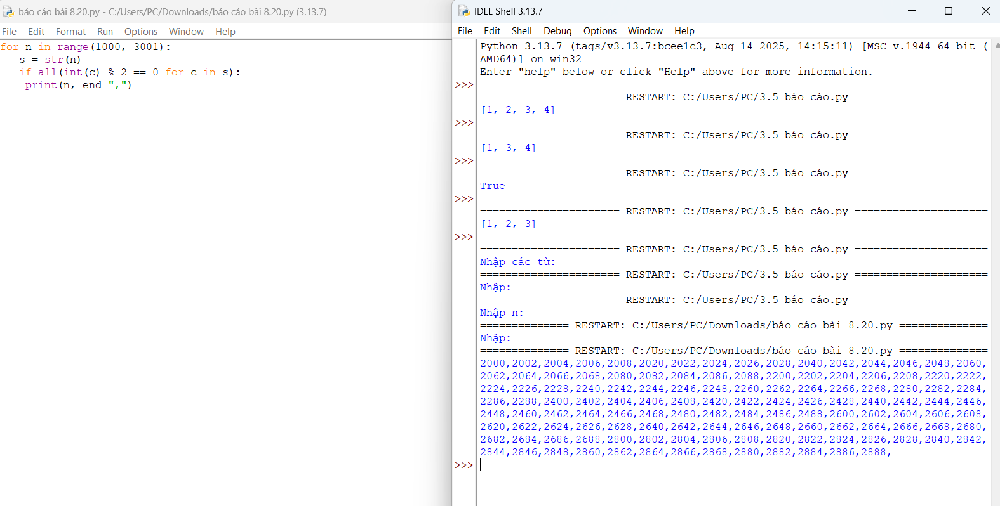 báo cáo bài 8.20.py - C:/Users/PC/Downloads/báo cáo bài 8.20.py (3.13.7)
File Edit Format Run Options Window Help
for n in range(1000, 3001):
   s = str(n)
   if all(int(c) % 2 == 0 for c in s):
    print(n, end=",")
IDLE Shell 3.13.7
File Edit Shell Debug Options Window Help
Python 3.13.7 (tags/v3.13.7:bcee1c3, Aug 14 2025, 14:15:11) [MSC v.1944 64 bit (
AMD64)] on win32
Enter "help" below or click "Help" above for more information.
>>>
====================== RESTART: C:/Users/PC/3.5 báo cáo.py =====================
[1, 2, 3, 4]
>>>
====================== RESTART: C:/Users/PC/3.5 báo cáo.py =====================
[1, 3, 4]
>>>
====================== RESTART: C:/Users/PC/3.5 báo cáo.py =====================
True
>>>
====================== RESTART: C:/Users/PC/3.5 báo cáo.py =====================
[1, 2, 3]
>>>
====================== RESTART: C:/Users/PC/3.5 báo cáo.py =====================
Nhập các từ:
====================== RESTART: C:/Users/PC/3.5 báo cáo.py =====================
Nhập:
====================== RESTART: C:/Users/PC/3.5 báo cáo.py =====================
Nhập n:
============== RESTART: C:/Users/PC/Downloads/báo cáo bài 8.20.py ==============
Nhập:
============== RESTART: C:/Users/PC/Downloads/báo cáo bài 8.20.py ==============
2000,2002,2004,2006,2008,2020,2022,2024,2026,2028,2040,2042,2044,2046,2048,2060,
2062,2064,2066,2068,2080,2082,2084,2086,2088,2200,2202,2204,2206,2208,2220,2222,
2224,2226,2228,2240,2242,2244,2246,2248,2260,2262,2264,2266,2268,2280,2282,2284,
2286,2288,2400,2402,2404,2406,2408,2420,2422,2424,2426,2428,2440,2442,2444,2446,
2448,2460,2462,2464,2466,2468,2480,2482,2484,2486,2488,2600,2602,2604,2606,2608,
2620,2622,2624,2626,2628,2640,2642,2644,2646,2648,2660,2662,2664,2666,2668,2680,
2682,2684,2686,2688,2800,2802,2804,2806,2808,2820,2822,2824,2826,2828,2840,2842,
2844,2846,2848,2860,2862,2864,2866,2868,2880,2882,2884,2886,2888,
>>>